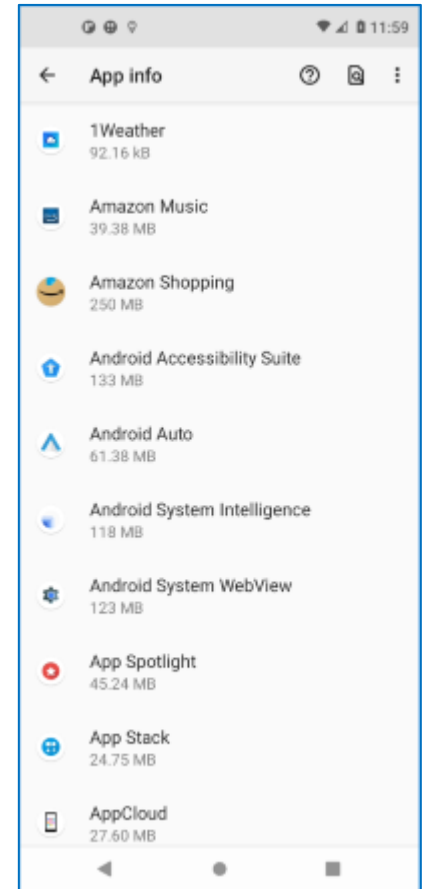 11:59
App info
1Weather
92.16 kB
Amazon Music
39.38 MB
Amazon Shopping
250 MB
Android Accessibility Suite
133 MB
Android Auto
61.38 MB
Android System Intelligence
118 MB
Android System WebView
123 MB
App Spotlight
45.24 MB
App Stack
24.75 MB
AppCloud
27.60 MB